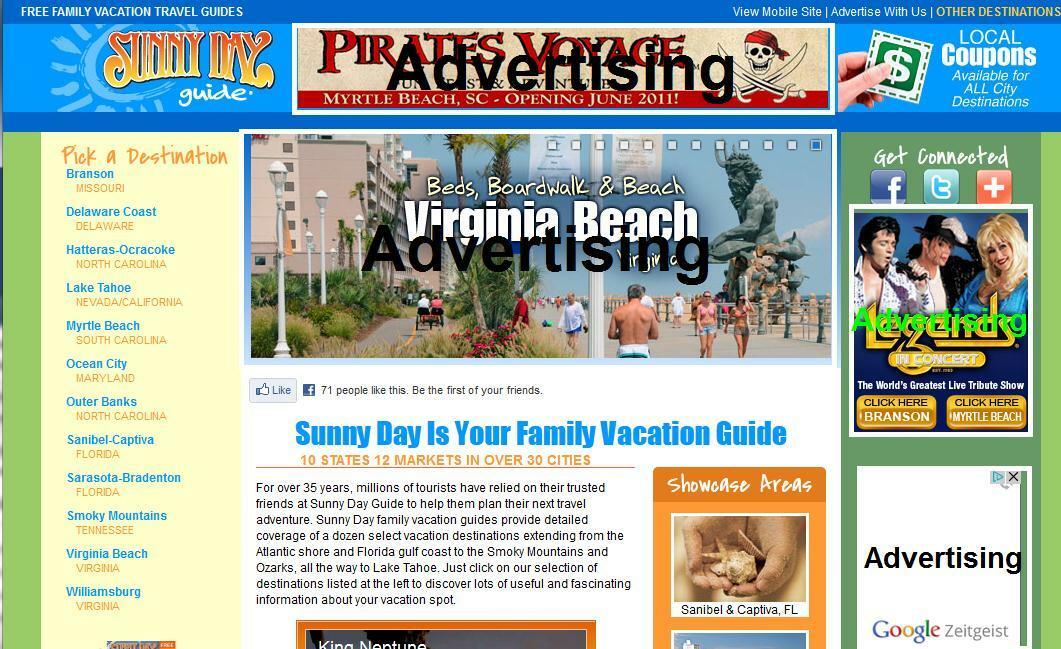 FREE FAMILY VACATION TRAVEL GUIDES
View Mobile Site | Advertise With Us | OTHER DESTINATIONS
SUNNY DAY
guide.
PIRATES VOYAGE
Advertising
MYRTLE BEACH, SC - OPENING JUNE 2011!
LOCAL
Coupons
Available for
ALL City
Destinations
Pick a Destination
Branson
MISSOURI
Delaware Coast
DELAWARE
Hatteras-Ocracoke
NORTH CAROLINA
Lake Tahoe
NEVADA/CALIFORNIA
Myrtle Beach
SOUTH CAROLINA
Ocean City
MARYLAND
Outer Banks
NORTH CAROLINA
Sanibel-Captiva
FLORIDA
Sarasota-Bradenton
FLORIDA
Smoky Mountains
TENNESSEE
Virginia Beach
VIRGINIA
Williamsburg
VIRGINIA
Beds, Boardwalk & Beach
Virginia Beach
Virginia
Advertising
Like
71 people like this. Be the first of your friends.
Sunny Day Is Your Family Vacation Guide
10 STATES 12 MARKETS IN OVER 30 CITIES
For over 35 years, millions of tourists have relied on their trusted
friends at Sunny Day Guide to help them plan their next travel
adventure. Sunny Day family vacation guides provide detailed
coverage of a dozen select vacation destinations extending from the
Atlantic shore and Florida gulf coast to the Smoky Mountains and
Ozarks, all the way to Lake Tahoe. Just click on our selection of
destinations listed at the left to discover lots of useful and fascinating
information about your vacation spot.
King Neptune
Showcase Areas
Sanibel & Captiva, FL
Get Connected
Legends
Advertising
IN CONCERT
The World's Greatest Live Tribute Show
CLICK HERE
BRANSON
CLICK HERE
MYRTLE BEACH
Advertising
Google Zeitgeist